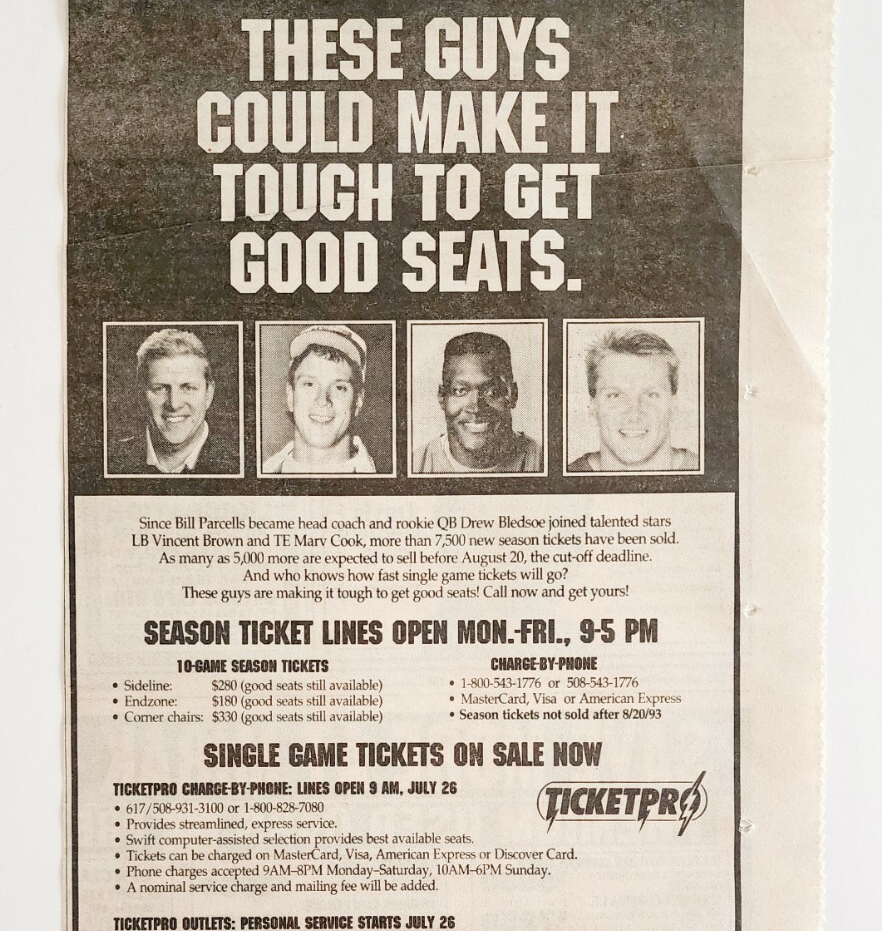 THESE GUYS
COULD MAKE IT
TOUGH TO GET
GOOD SEATS.
Since Bill Parcells became head coach and rookie QB Drew Bledsoe joined talented stars
LB Vincent Brown and TE Marv Cook, more than 7,500 new season tickets have been sold.
As many as 5,000 more are expected to sell before August 20, the cut-off deadline.
And who knows how fast single game tickets will go?
These guys are making it tough to get good seats! Call now and get yours!
SEASON TICKET LINES OPEN MON.-FRI., 9-5 PM
10-GAME SEASON TICKETS
• Sideline: $280 (good seats still available)
• Endzone: $180 (good seats still available)
• Corner chairs: $330 (good seats still available)
CHARGE-BY-PHONE
• 1-800-543-1776 or 508-543-1776
• MasterCard, Visa or American Express
• Season tickets not sold after 8/20/93
SINGLE GAME TICKETS ON SALE NOW
TICKETPRO CHARGE-BY-PHONE: LINES OPEN 9 AM, JULY 26
• 617/508-931-3100 or 1-800-828-7080
• Provides streamlined, express service.
• Swift computer-assisted selection provides best available seats.
• Tickets can be charged on MasterCard, Visa, American Express or Discover Card.
• Phone charges accepted 9AM–8PM Monday–Saturday, 10AM–6PM Sunday.
• A nominal service charge and mailing fee will be added.
TICKETPRO
TICKETPRO OUTLETS: PERSONAL SERVICE STARTS JULY 26